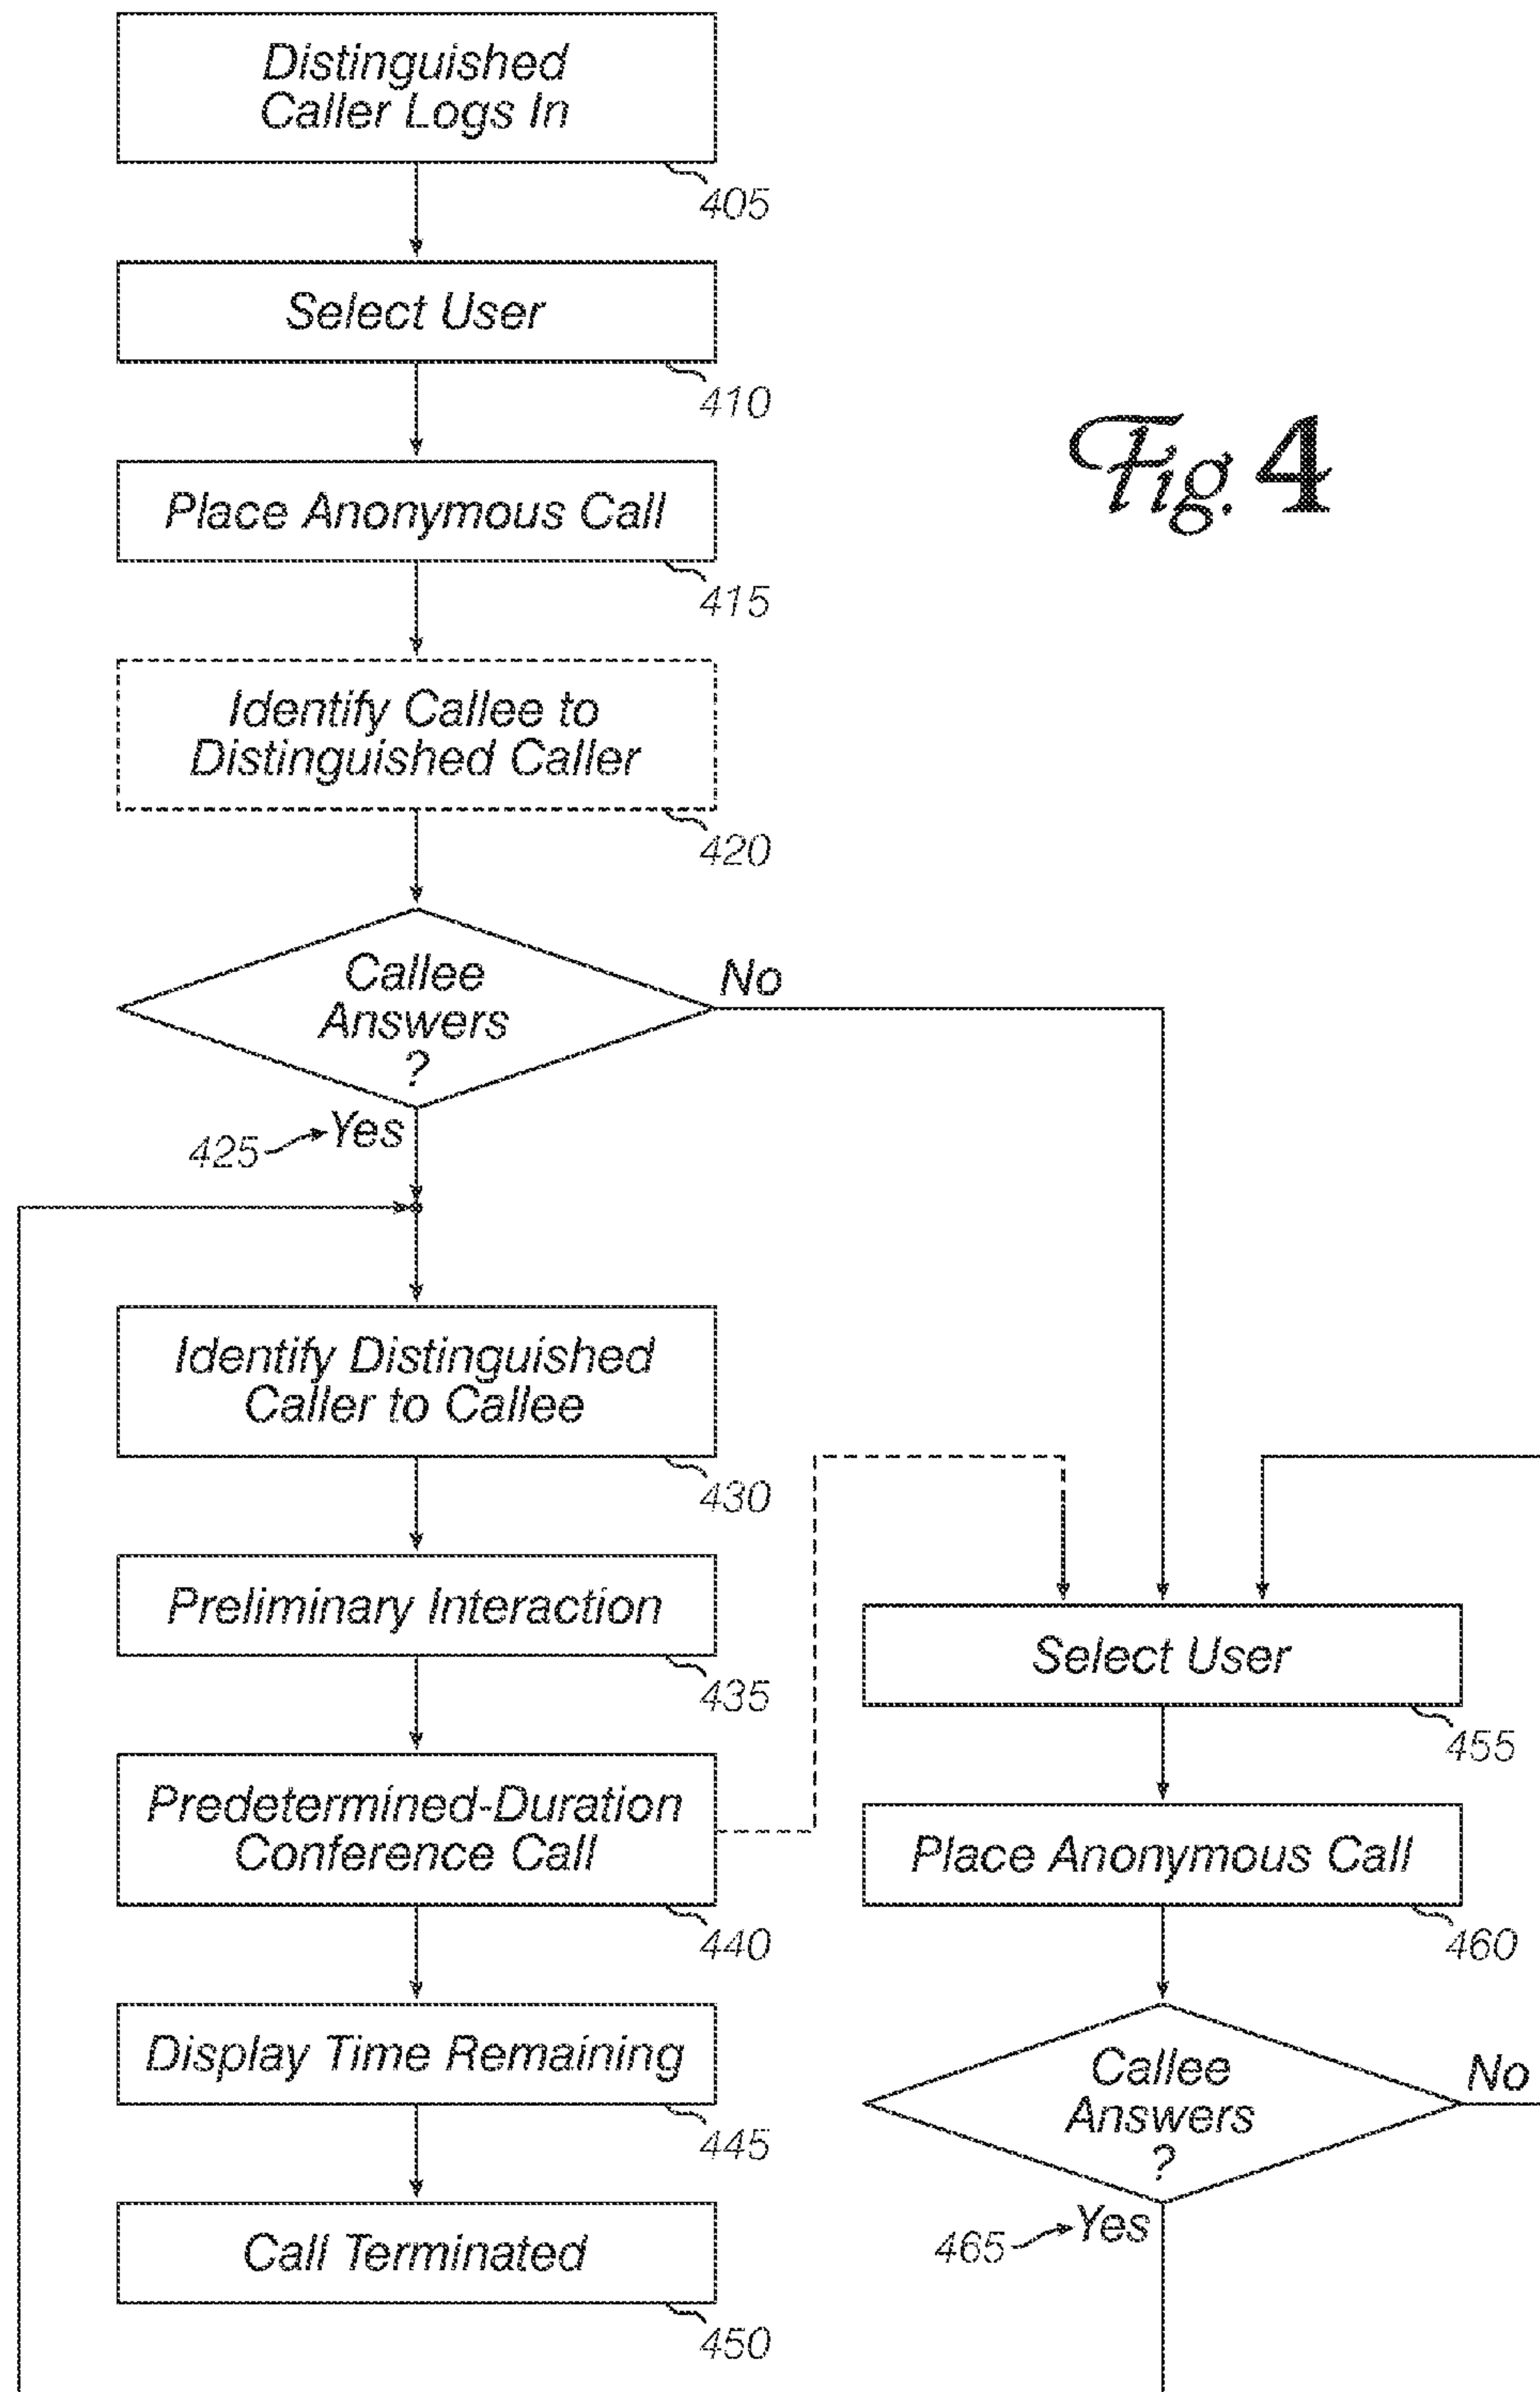 Distinguished
Caller Logs In
405
Select User
410
Place Anonymous Call
415
Fig. 4
Identify Callee to
Distinguished Caller
420
Callee
Answers
?
No
425
Yes
Identify Distinguished
Caller to Callee
430
Preliminary Interaction
435
Predetermined-Duration
Conference Call
440
Display Time Remaining
445
Call Terminated
450
Select User
455
Place Anonymous Call
460
Callee
Answers
?
No
465
Yes